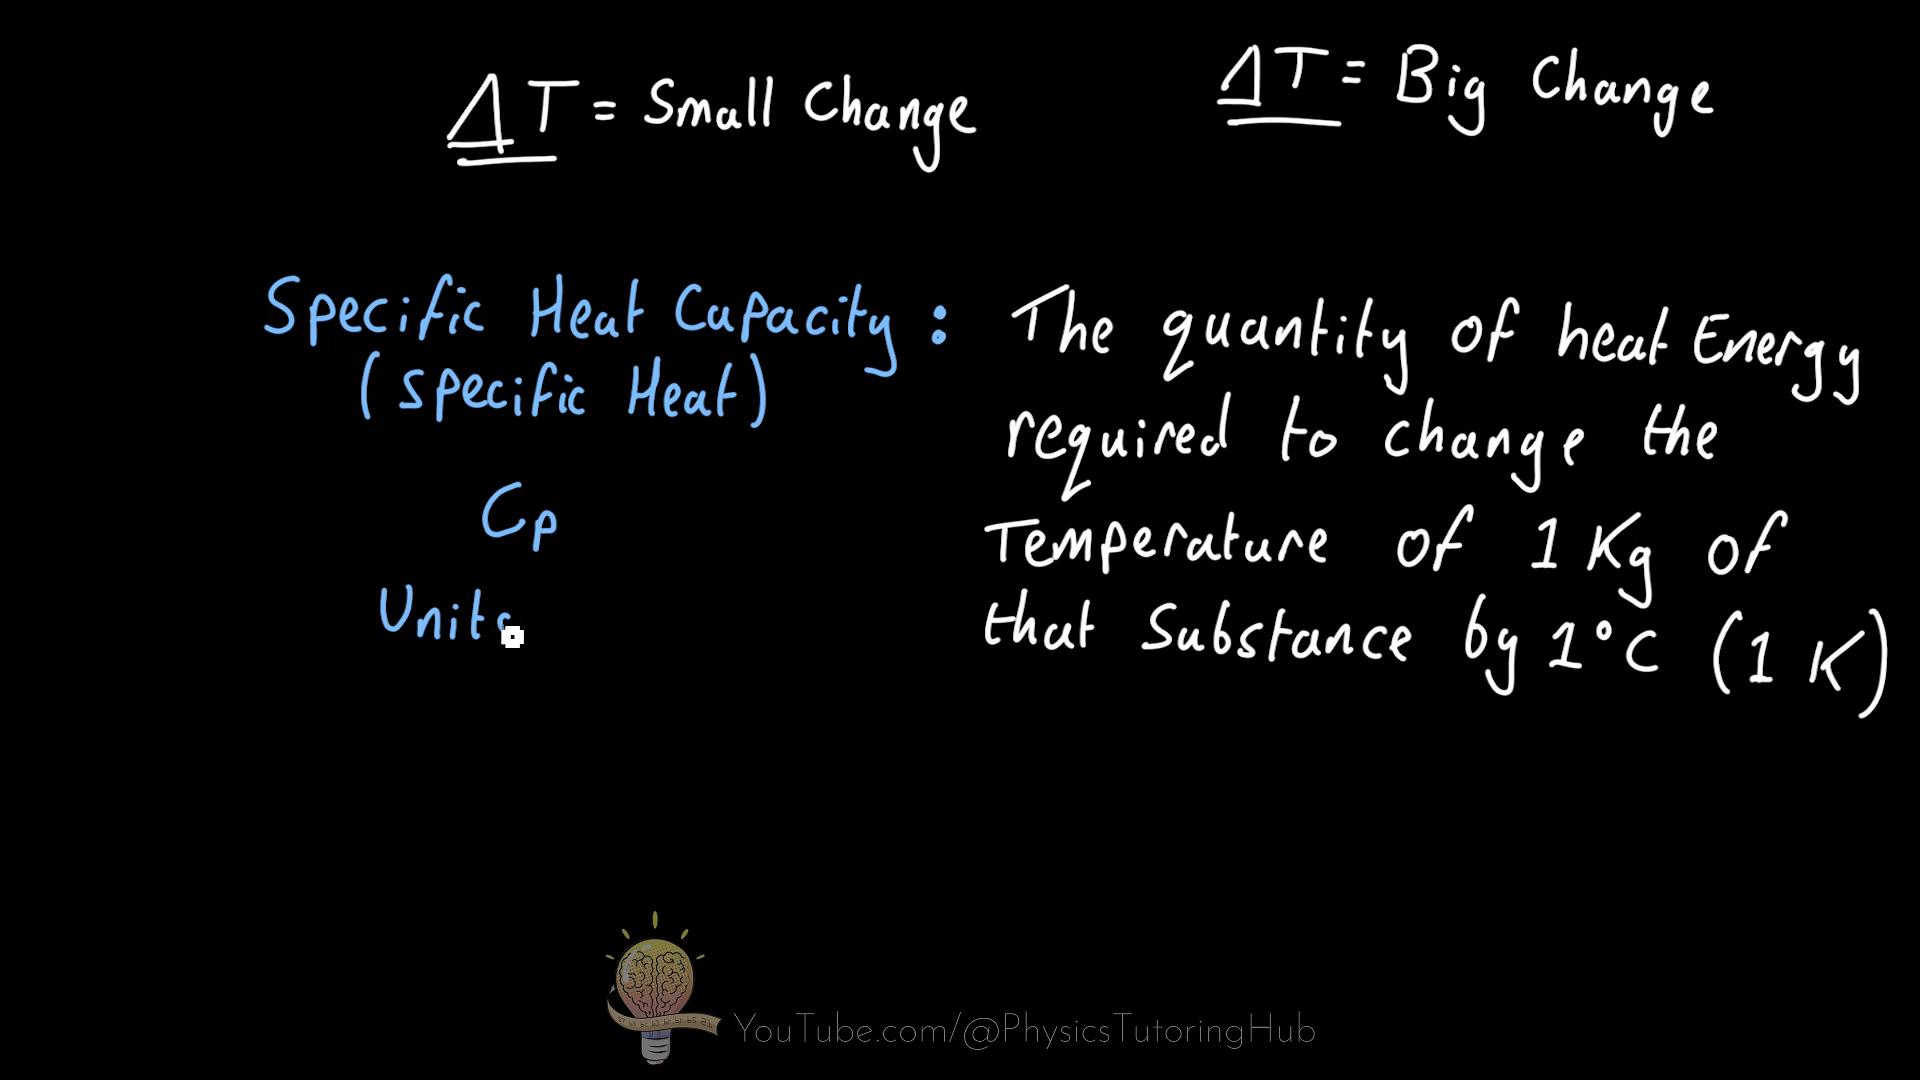 ΔT = Small Change
ΔT = Big Change
Specific Heat Capacity :
(Specific Heat)
Cp
Units
The quantity of heat Energy
required to change the
Temperature of 1 Kg of
that Substance by 1°C (1 K)
YouTube.com/@PhysicsTutoringHub